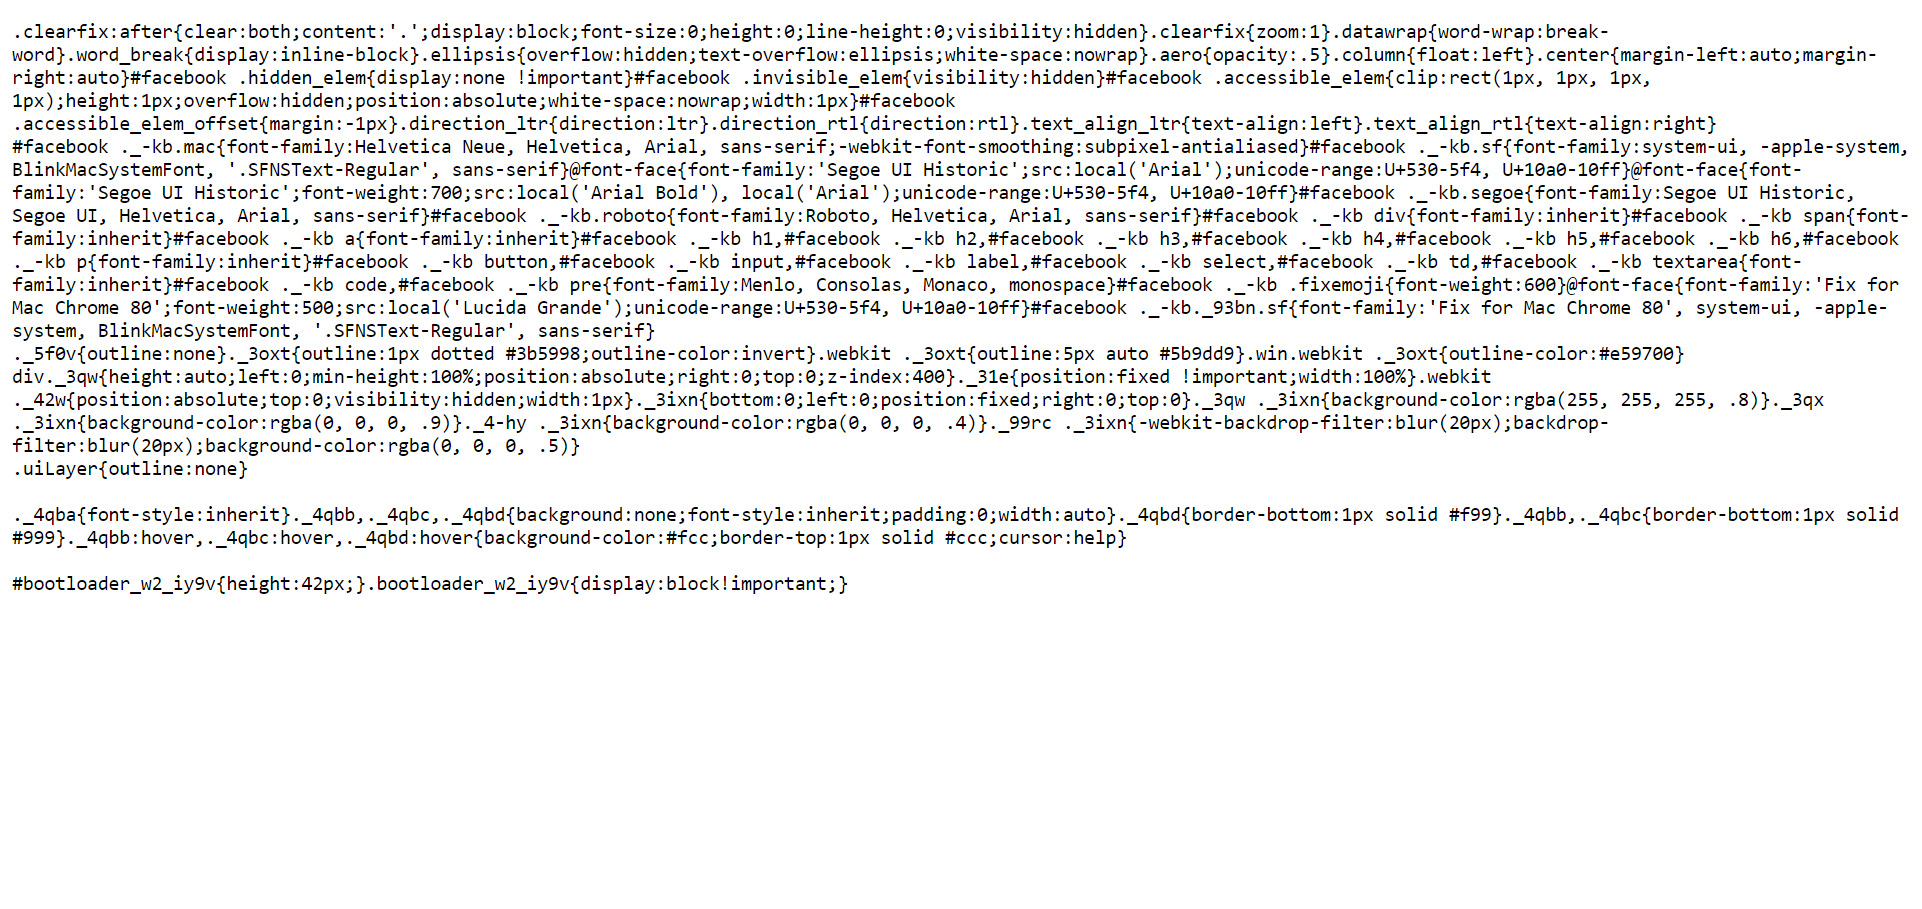 .clearfix:after{clear:both;content:'.';display:block;font-size:0;height:0;line-height:0;visibility:hidden}.clearfix{zoom:1}.datawrap{word-wrap:break-
word}.word_break{display:inline-block}.ellipsis{overflow:hidden;text-overflow:ellipsis;white-space:nowrap}.aero{opacity:.5}.column{float:left}.center{margin-left:auto;margin-
right:auto}#facebook .hidden_elem{display:none !important}#facebook .invisible_elem{visibility:hidden}#facebook .accessible_elem{clip:rect(1px, 1px, 1px,
1px);height:1px;overflow:hidden;position:absolute;white-space:nowrap;width:1px}#facebook
.accessible_elem_offset{margin:-1px}.direction_ltr{direction:ltr}.direction_rtl{direction:rtl}.text_align_ltr{text-align:left}.text_align_rtl{text-align:right}
#facebook ._-kb.mac{font-family:Helvetica Neue, Helvetica, Arial, sans-serif;-webkit-font-smoothing:subpixel-antialiased}#facebook ._-kb.sf{font-family:system-ui, -apple-system,
BlinkMacSystemFont, '.SFNSText-Regular', sans-serif}@font-face{font-family:'Segoe UI Historic';src:local('Arial');unicode-range:U+530-5f4, U+10a0-10ff}@font-face{font-
family:'Segoe UI Historic';font-weight:700;src:local('Arial Bold'), local('Arial');unicode-range:U+530-5f4, U+10a0-10ff}#facebook ._-kb.segoe{font-family:Segoe UI Historic,
Segoe UI, Helvetica, Arial, sans-serif}#facebook ._-kb.roboto{font-family:Roboto, Helvetica, Arial, sans-serif}#facebook ._-kb div{font-family:inherit}#facebook ._-kb span{font-
family:inherit}#facebook ._-kb a{font-family:inherit}#facebook ._-kb h1,#facebook ._-kb h2,#facebook ._-kb h3,#facebook ._-kb h4,#facebook ._-kb h5,#facebook ._-kb h6,#facebook
._-kb p{font-family:inherit}#facebook ._-kb button,#facebook ._-kb input,#facebook ._-kb label,#facebook ._-kb select,#facebook ._-kb td,#facebook ._-kb textarea{font-
family:inherit}#facebook ._-kb code,#facebook ._-kb pre{font-family:Menlo, Consolas, Monaco, monospace}#facebook ._-kb .fixemoji{font-weight:600}@font-face{font-family:'Fix for
Mac Chrome 80';font-weight:500;src:local('Lucida Grande');unicode-range:U+530-5f4, U+10a0-10ff}#facebook ._-kb._93bn.sf{font-family:'Fix for Mac Chrome 80', system-ui, -apple-
system, BlinkMacSystemFont, '.SFNSText-Regular', sans-serif}
._5f0v{outline:none}._3oxt{outline:1px dotted #3b5998;outline-color:invert}.webkit ._3oxt{outline:5px auto #5b9dd9}.win.webkit ._3oxt{outline-color:#e59700}
div._3qw{height:auto;left:0;min-height:100%;position:absolute;right:0;top:0;z-index:400}._31e{position:fixed !important;width:100%}.webkit
._42w{position:absolute;top:0;visibility:hidden;width:1px}._3ixn{bottom:0;left:0;position:fixed;right:0;top:0}._3qw ._3ixn{background-color:rgba(255, 255, 255, .8)}._3qx
._3ixn{background-color:rgba(0, 0, 0, .9)}._4-hy ._3ixn{background-color:rgba(0, 0, 0, .4)}._99rc ._3ixn{-webkit-backdrop-filter:blur(20px);backdrop-
filter:blur(20px);background-color:rgba(0, 0, 0, .5)}
.uiLayer{outline:none}
._4qba{font-style:inherit}._4qbb,._4qbc,._4qbd{background:none;font-style:inherit;padding:0;width:auto}._4qbd{border-bottom:1px solid #f99}._4qbb,._4qbc{border-bottom:1px solid
#999}._4qbb:hover,._4qbc:hover,._4qbd:hover{background-color:#fcc;border-top:1px solid #ccc;cursor:help}
#bootloader_w2_iy9v{height:42px;}.bootloader_w2_iy9v{display:block!important;}